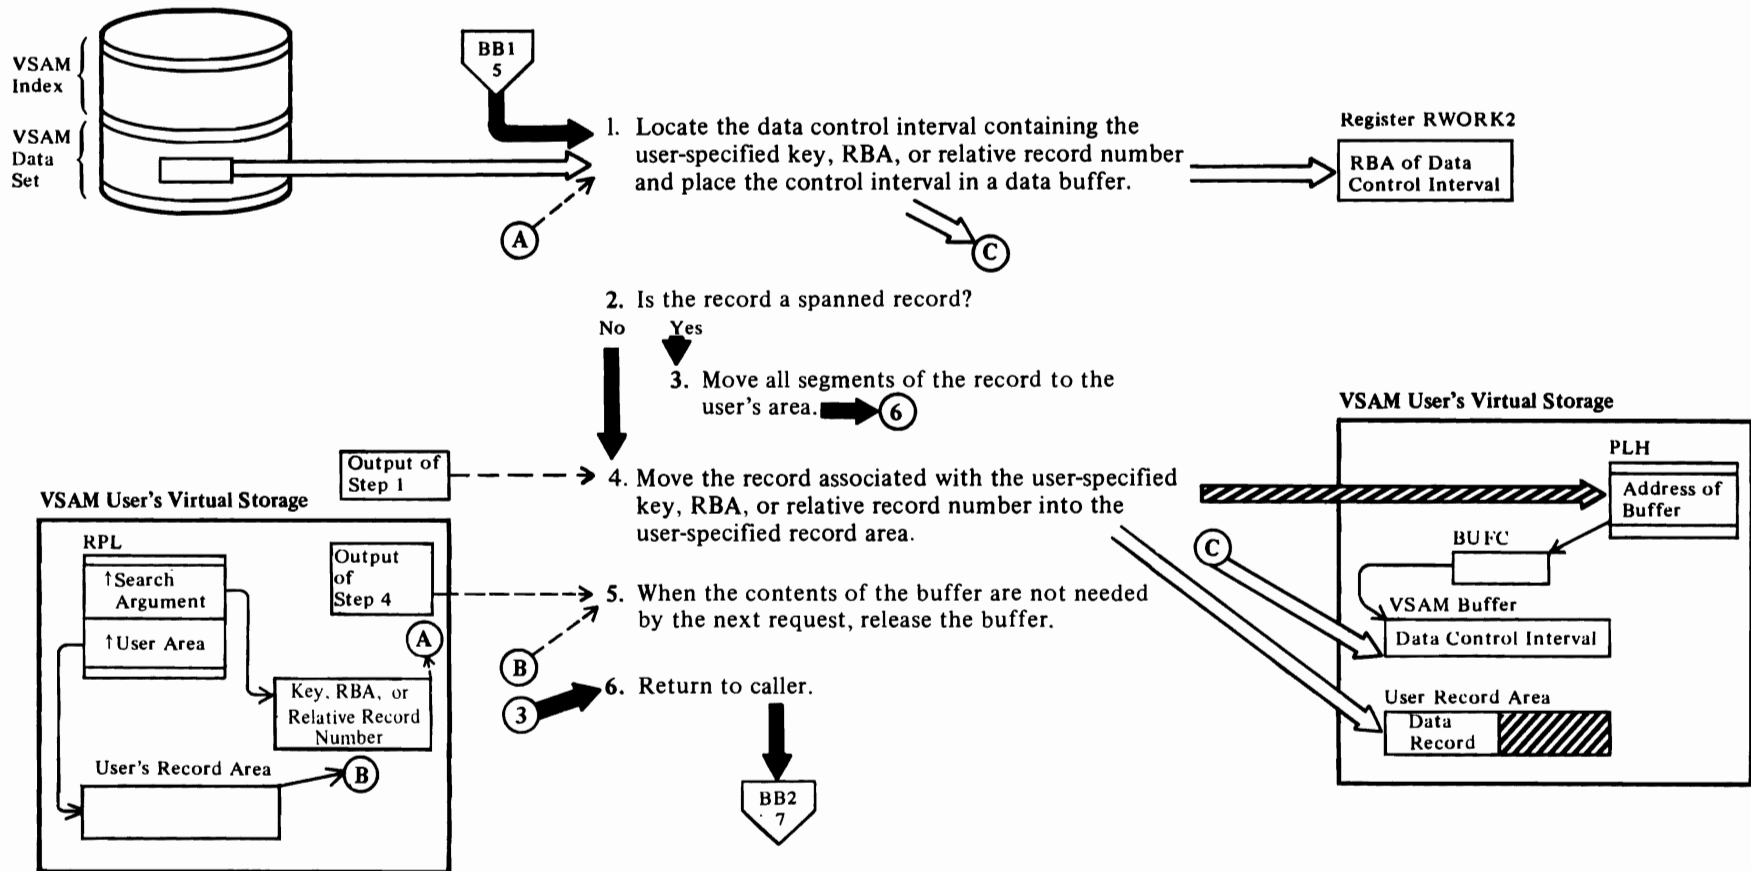 VSAM
Index
VSAM
Data
Set
BB1
5
1. Locate the data control interval containing the
user-specified key, RBA, or relative record number
and place the control interval in a data buffer.
Register RWORK2
RBA of Data
Control Interval
A
C
2. Is the record a spanned record?
No Yes
3. Move all segments of the record to the
user's area.
6
Output of
Step 1
4. Move the record associated with the user-specified
key, RBA, or relative record number into the
user-specified record area.
VSAM User's Virtual Storage
RPL
↑Search
Argument
↑User Area
Output
of
Step 4
A
Key, RBA, or
Relative Record
Number
User's Record Area
B
5. When the contents of the buffer are not needed
by the next request, release the buffer.
B
3
6. Return to caller.
BB2
7
VSAM User's Virtual Storage
PLH
Address of
Buffer
C
BUFC
VSAM Buffer
Data Control Interval
User Record Area
Data
Record